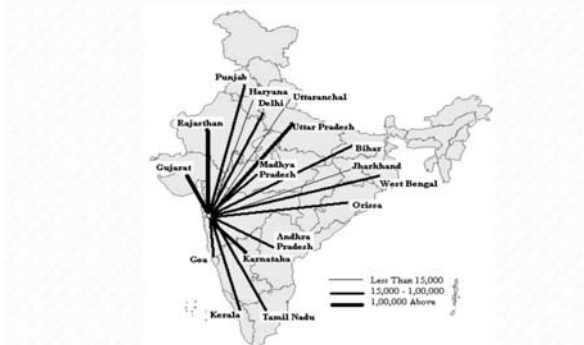 Punjab
Haryana
Delhi
Uttaranchal
Rajasthan
Uttar Pradesh
Bihar
Gujarat
Madhya
Pradesh
Jharkhand
West Bengal
Orissa
Andhra
Pradesh
Goa
Karnataka
Kerala
Tamil Nadu
Less Than 15,000
15,000 - 1,00,000
1,00,000 Above